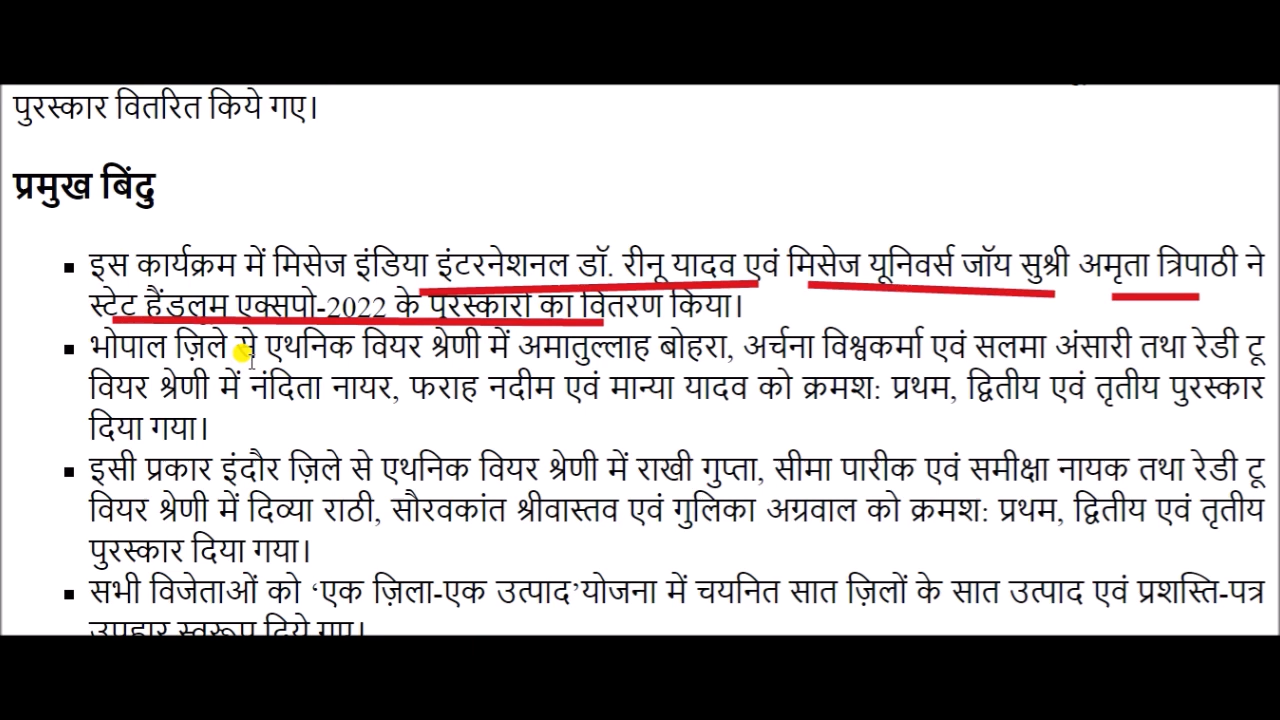 पुरस्कार वितरित किये गए।
प्रमुख बिंदु
▪ इस कार्यक्रम में मिसेज इंडिया इंटरनेशनल डॉ. रीनू यादव एवं मिसेज यूनिवर्स जॉय सुश्री अमृता त्रिपाठी ने
स्टेट हैंडलूम एक्सपो-2022 के पुरस्कारों का वितरण किया।
▪ भोपाल ज़िले से एथनिक वियर श्रेणी में अमातुल्लाह बोहरा, अर्चना विश्वकर्मा एवं सलमा अंसारी तथा रेडी टू
वियर श्रेणी में नंदिता नायर, फराह नदीम एवं मान्या यादव को क्रमश: प्रथम, द्वितीय एवं तृतीय पुरस्कार
दिया गया।
▪ इसी प्रकार इंदौर ज़िले से एथनिक वियर श्रेणी में राखी गुप्ता, सीमा पारीक एवं समीक्षा नायक तथा रेडी टू
वियर श्रेणी में दिव्या राठी, सौरवकांत श्रीवास्तव एवं गुलिका अग्रवाल को क्रमश: प्रथम, द्वितीय एवं तृतीय
पुरस्कार दिया गया।
▪ सभी विजेताओं को ‘एक ज़िला-एक उत्पाद’योजना में चयनित सात ज़िलों के सात उत्पाद एवं प्रशस्ति-पत्र
उपहार स्वरूप दिये गए।